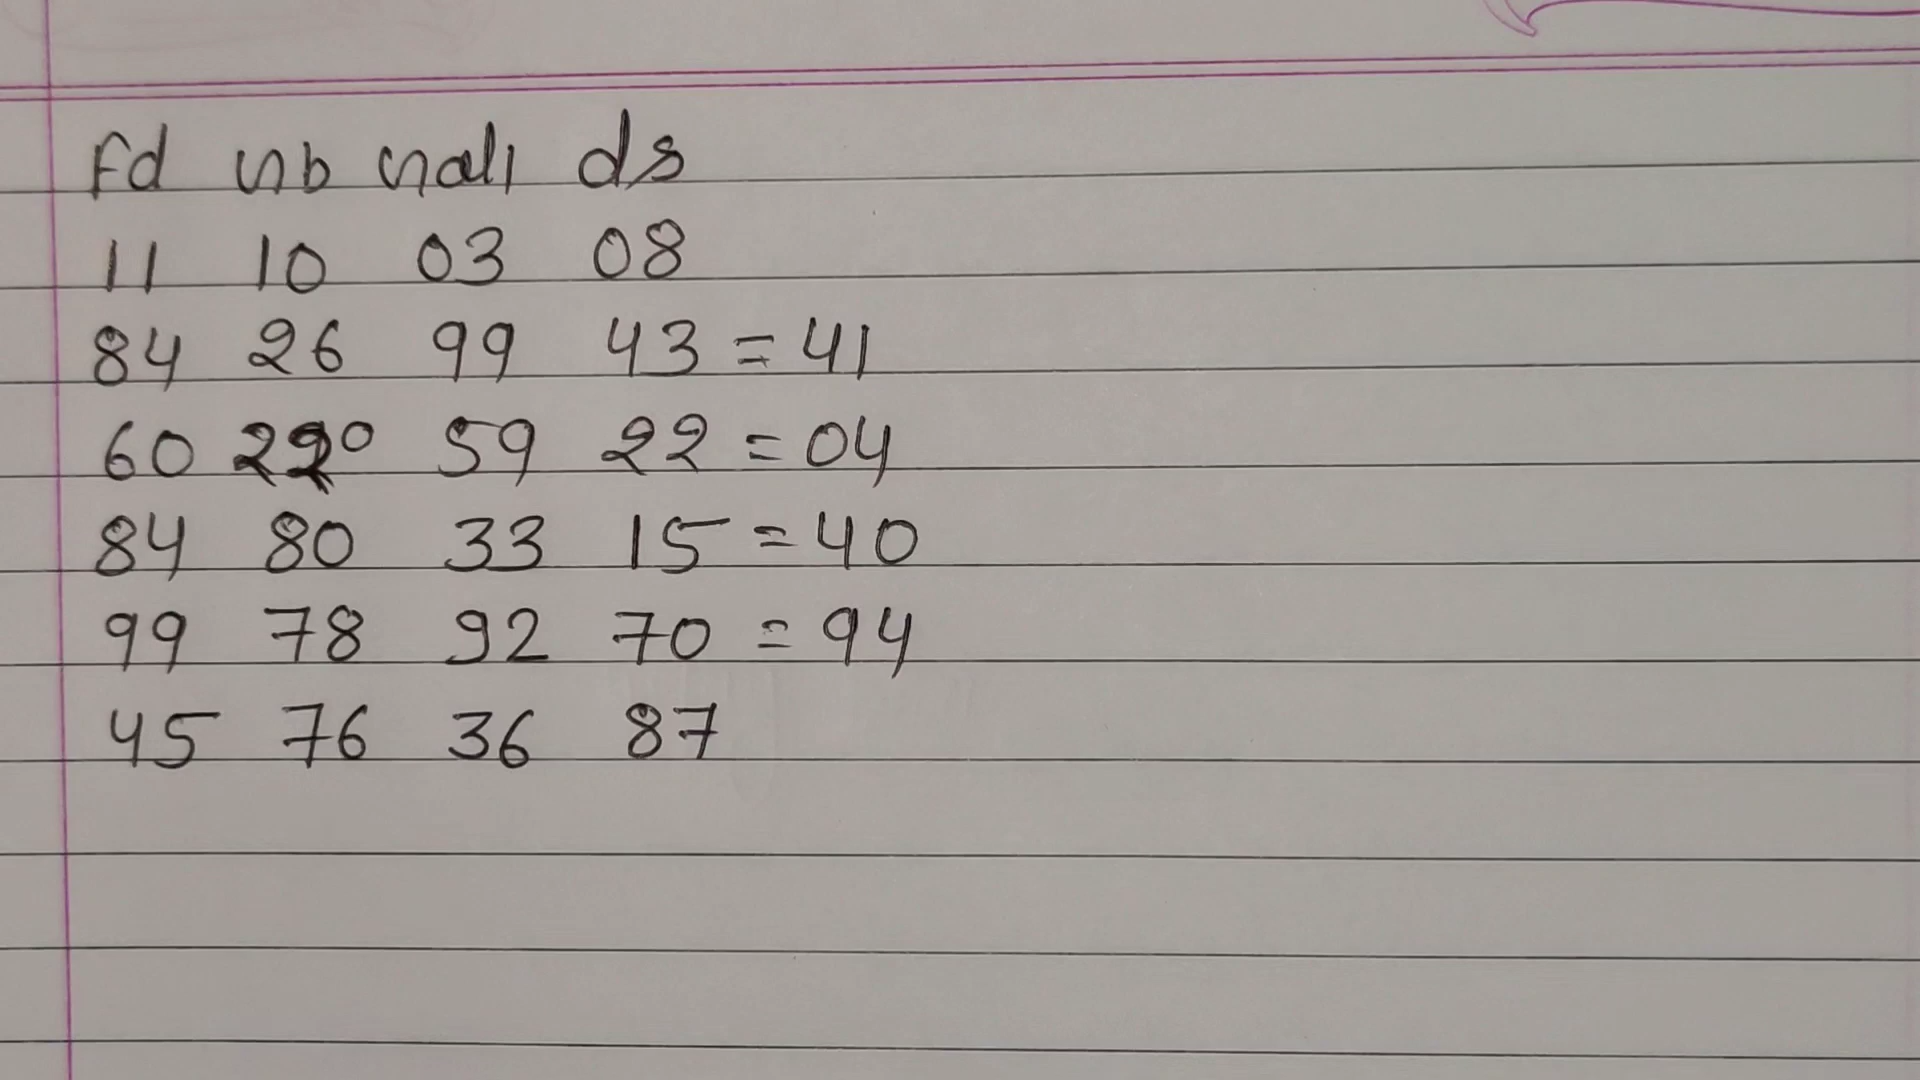 Fd nb nali ds
11 10 03 08
84 26 99 43 = 41
60 59 22 = 04
84 80 33 15 = 40
99 78 92 70 = 94
45 76 36 87